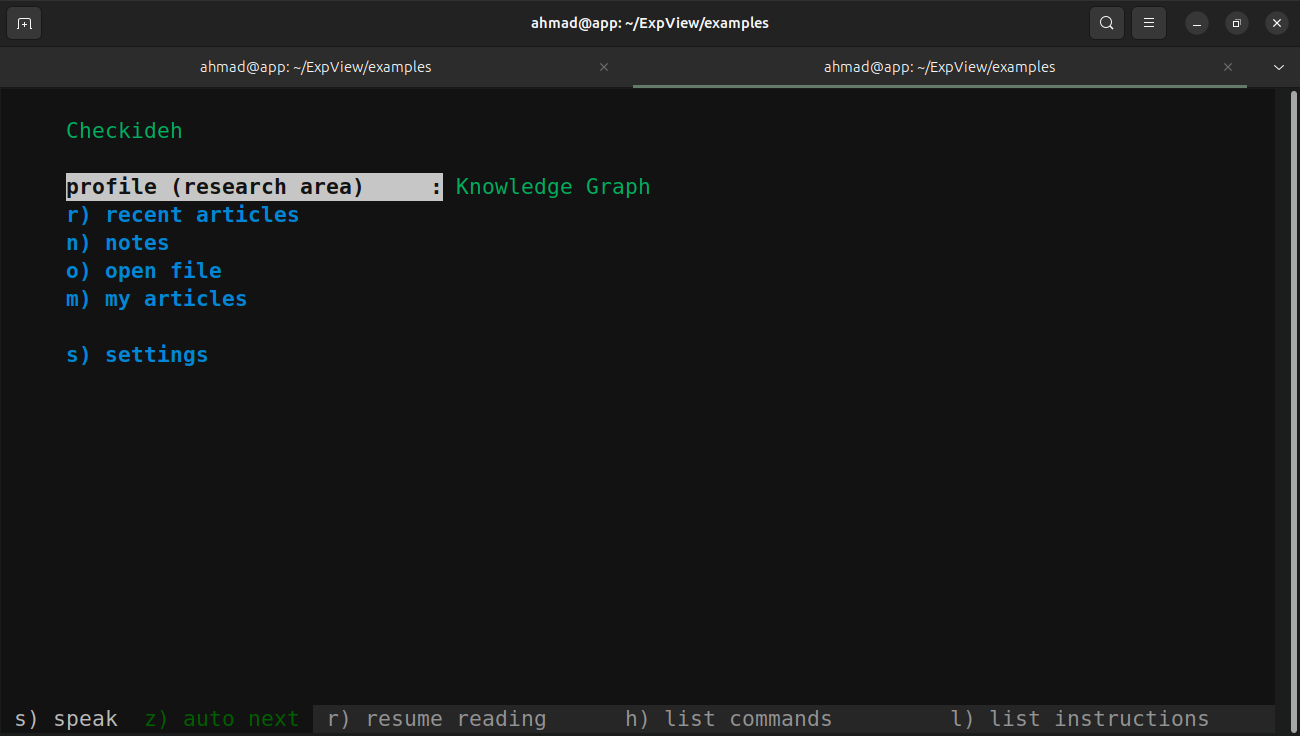 ahmad@app: ~/ExpView/examples
ahmad@app: ~/ExpView/examples × ahmad@app: ~/ExpView/examples ×
Checkideh
profile (research area) : Knowledge Graph
r) recent articles
n) notes
o) open file
m) my articles
s) settings
s) speak z) auto next r) resume reading h) list commands l) list instructions